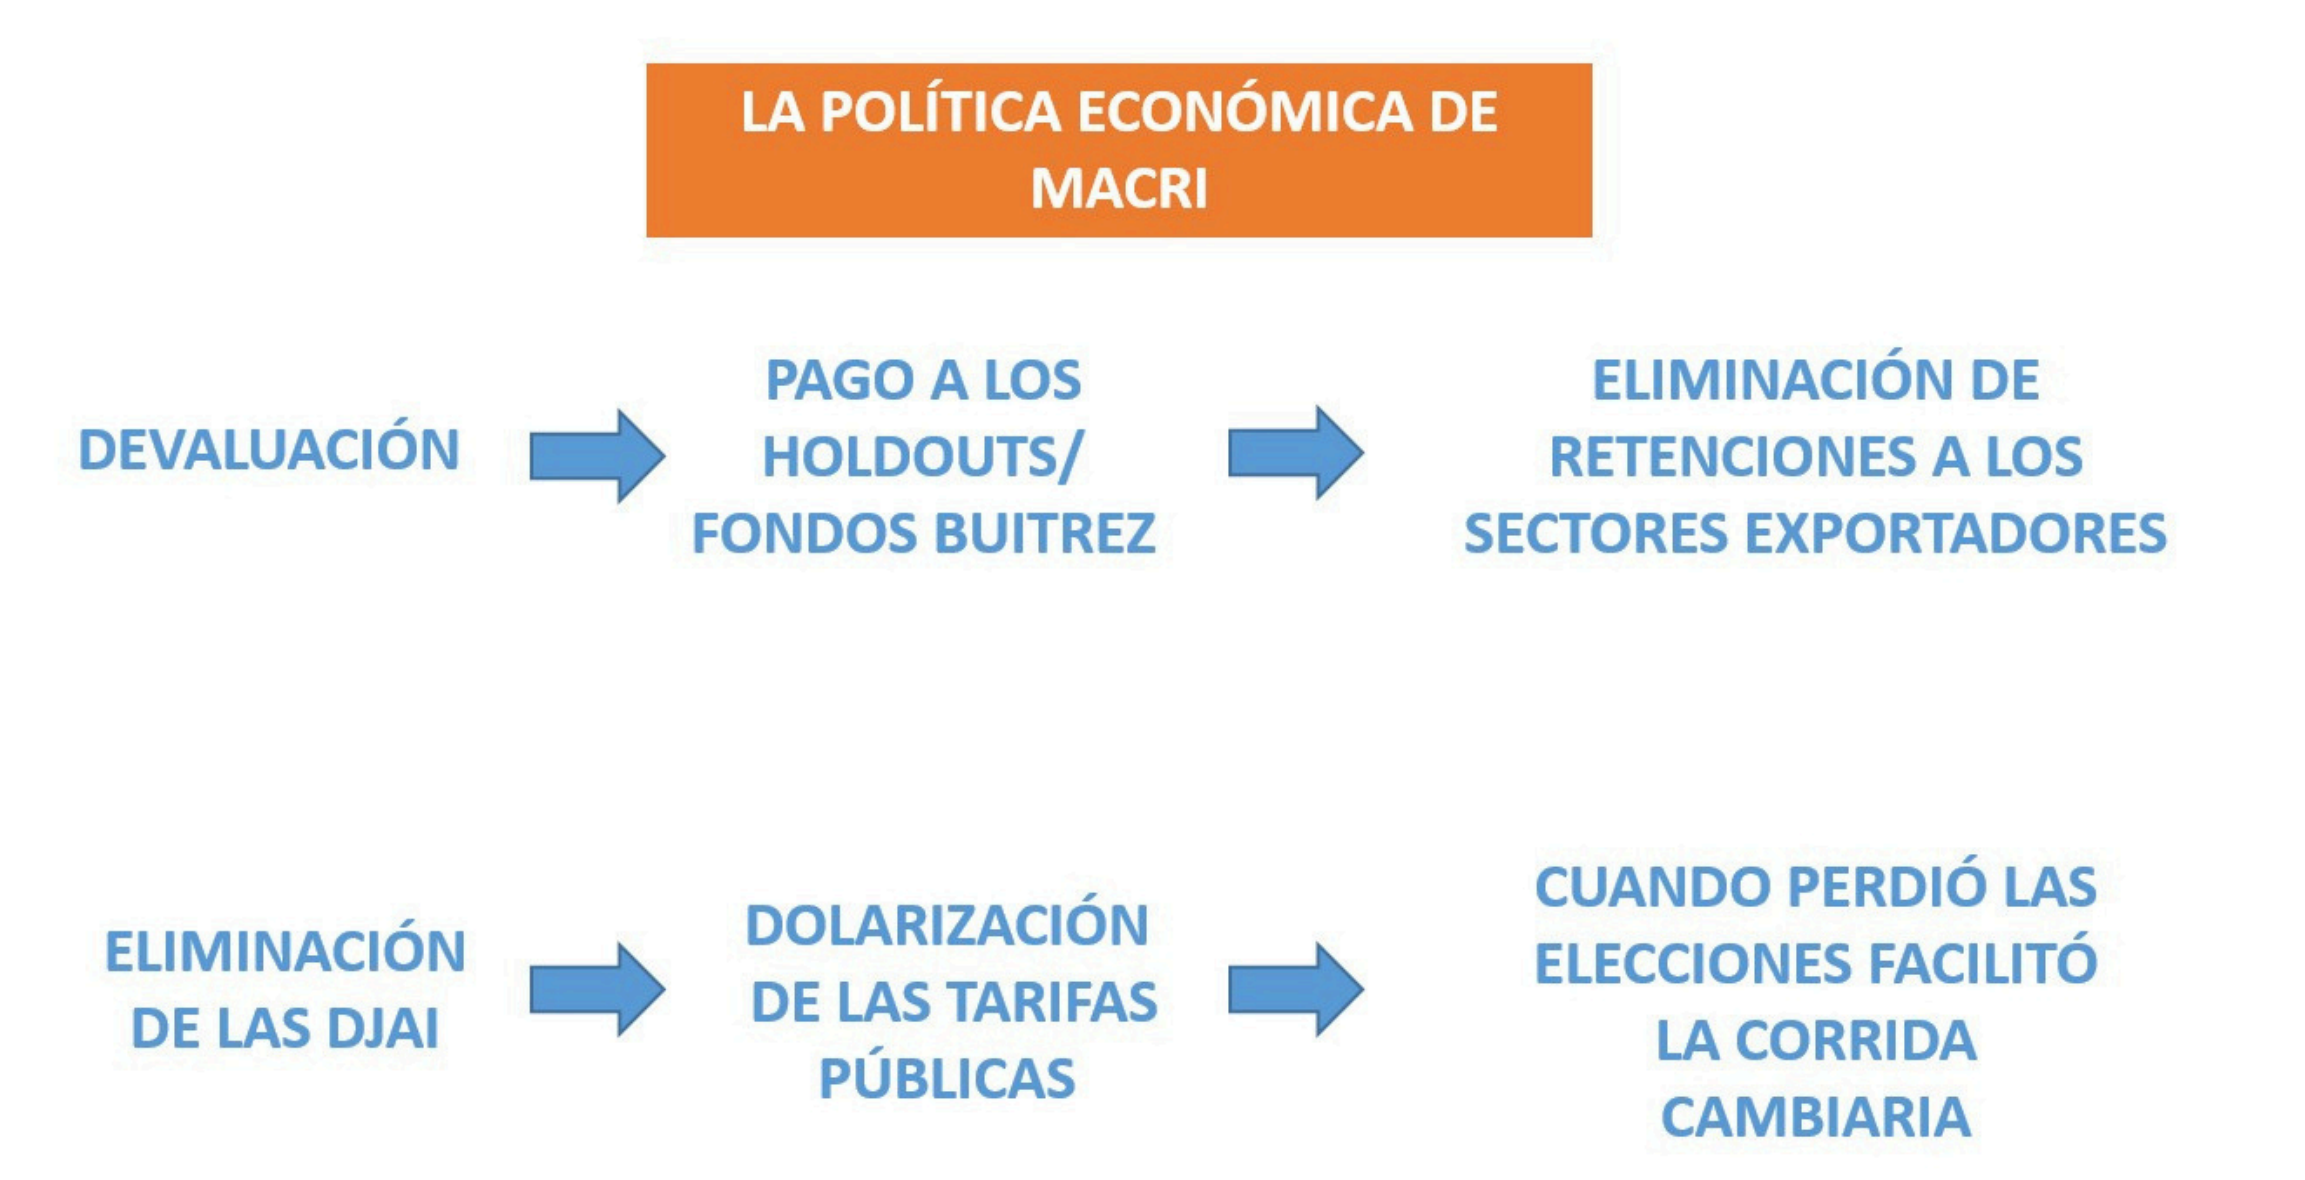 LA POLÍTICA ECONÓMICA DE
MACRI
DEVALUACIÓN
PAGO A LOS
HOLDOUTS/
FONDOS BUITREZ
ELIMINACIÓN DE
RETENCIONES A LOS
SECTORES EXPORTADORES
ELIMINACIÓN
DE LAS DJAI
DOLARIZACIÓN
DE LAS TARIFAS
PÚBLICAS
CUANDO PERDIÓ LAS
ELECCIONES FACILITÓ
LA CORRIDA
CAMBIARIA